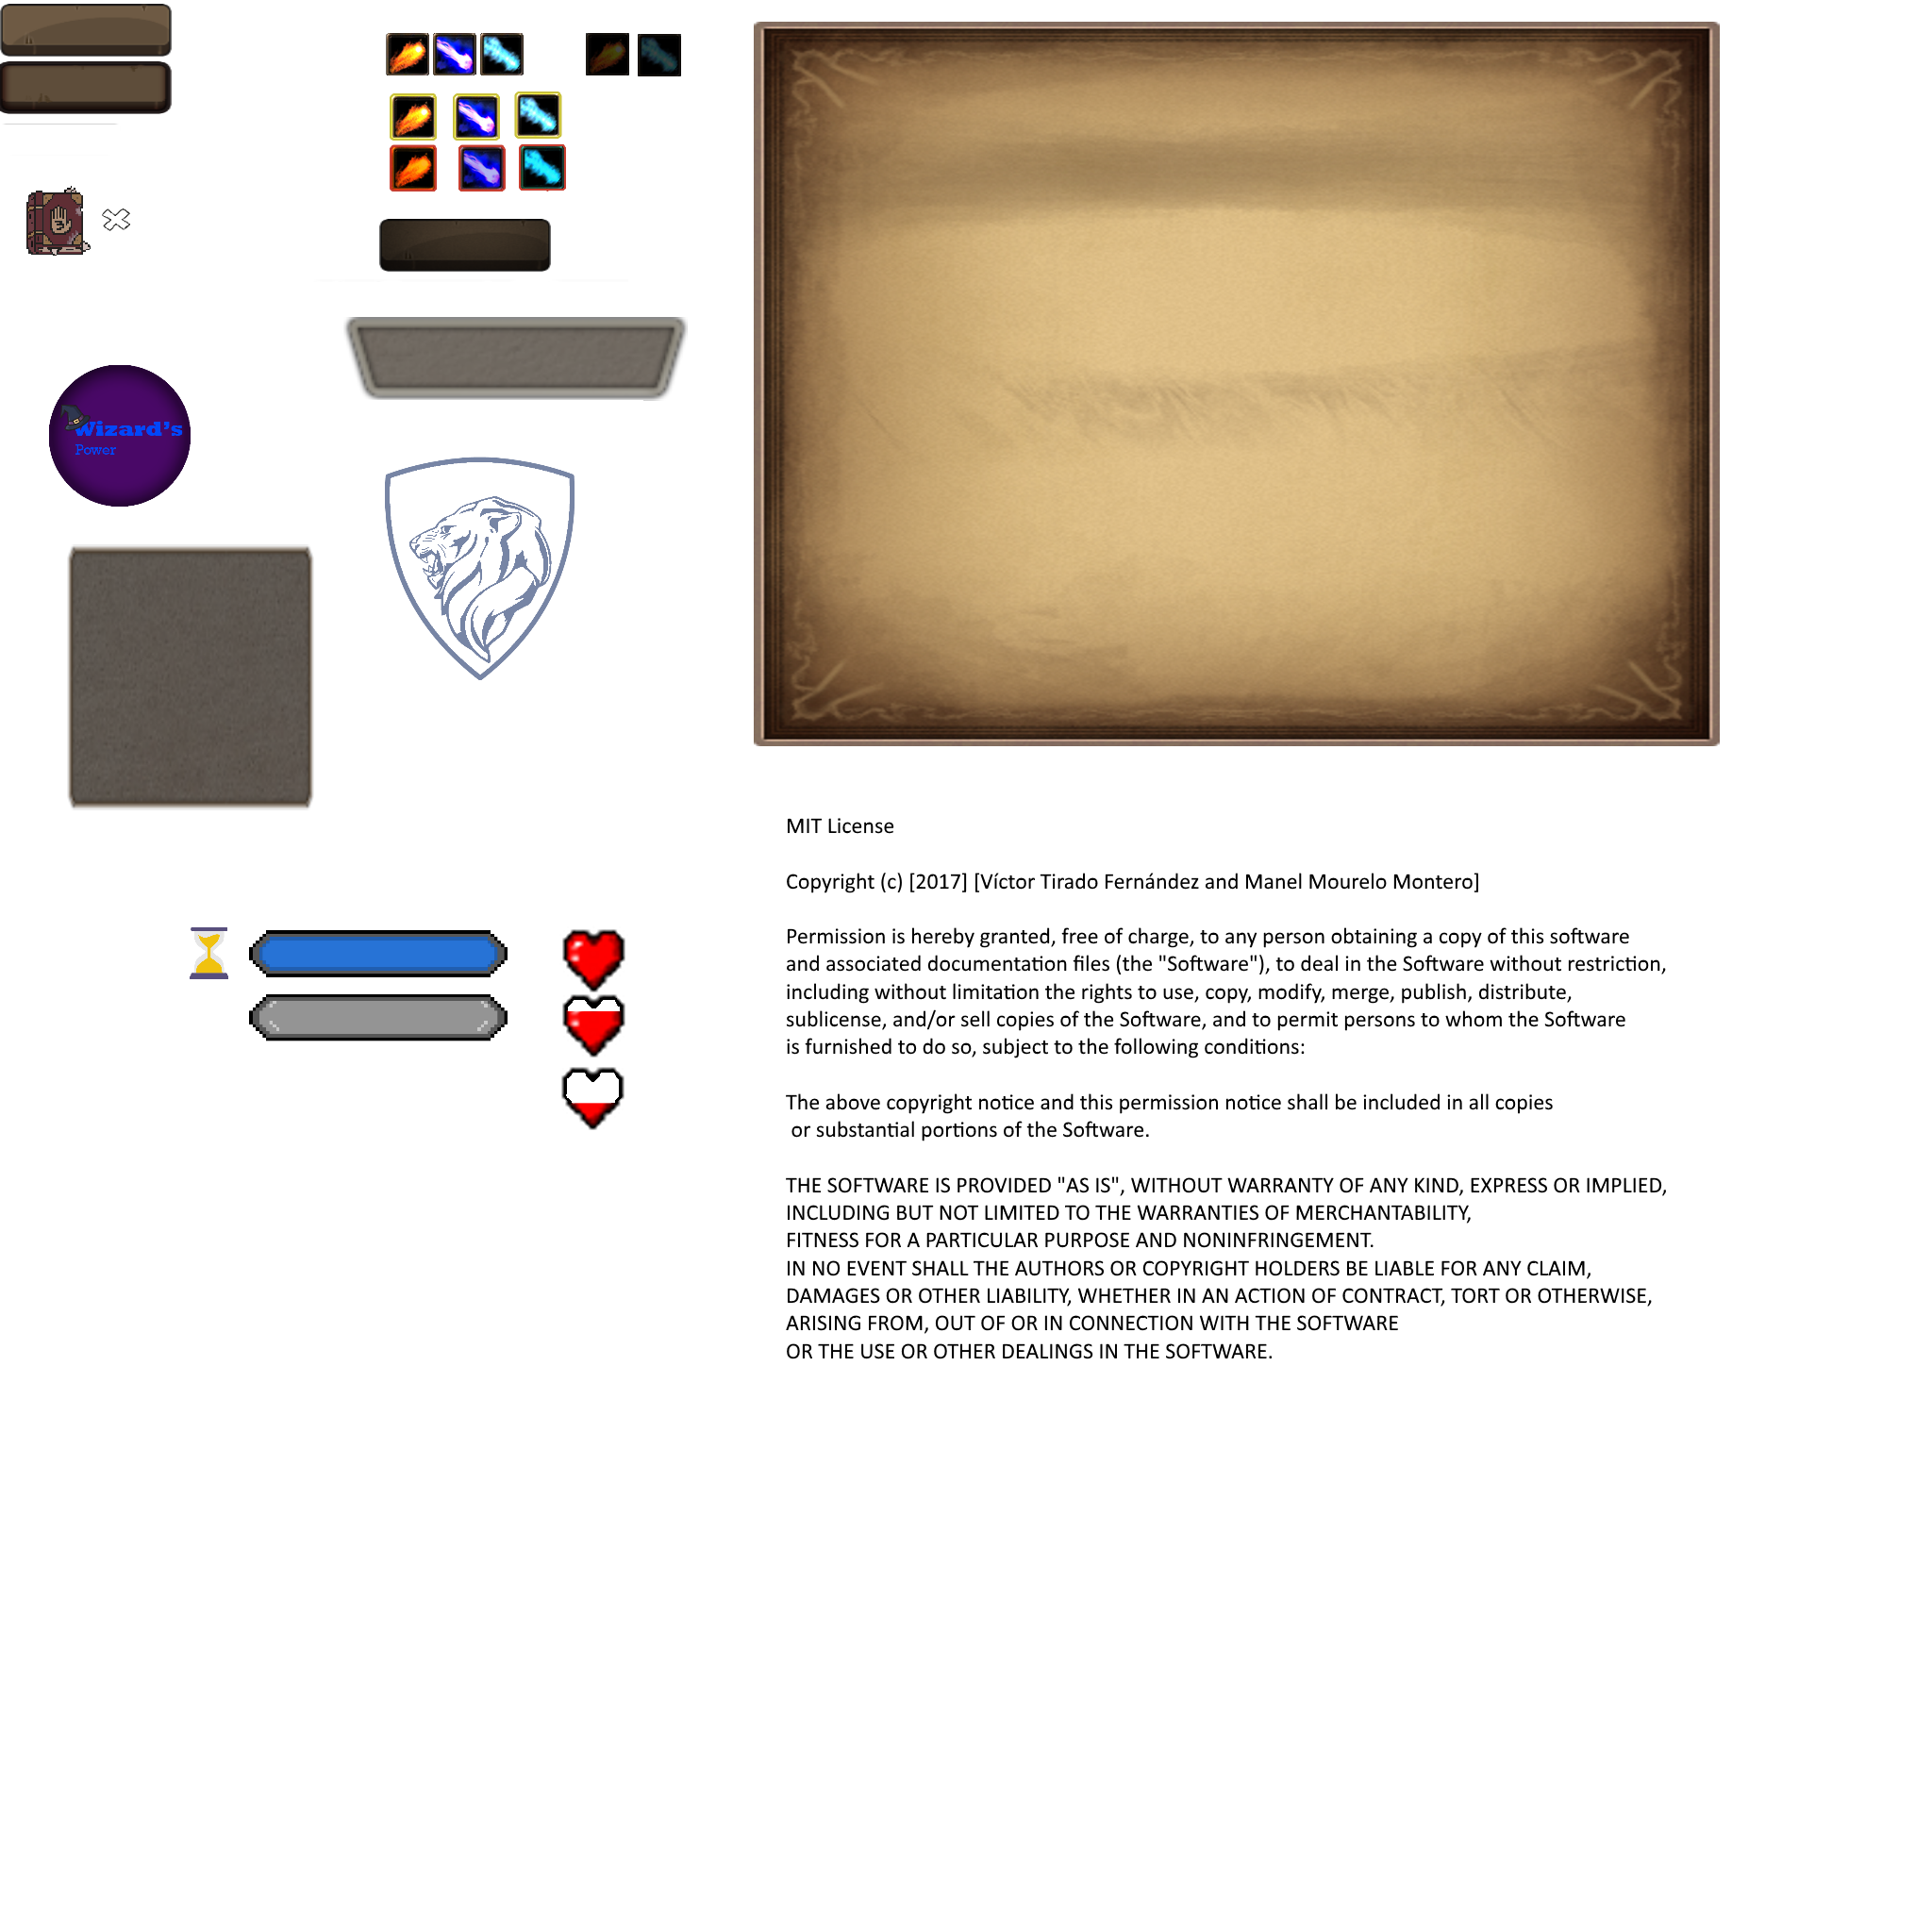 Wizard's
Power
MIT License
Copyright (c) [2017] [Víctor Tirado Fernández and Manel Mourelo Montero]
Permission is hereby granted, free of charge, to any person obtaining a copy of this software
and associated documentation files (the "Software"), to deal in the Software without restriction,
including without limitation the rights to use, copy, modify, merge, publish, distribute,
sublicense, and/or sell copies of the Software, and to permit persons to whom the Software
is furnished to do so, subject to the following conditions:
The above copyright notice and this permission notice shall be included in all copies
or substantial portions of the Software.
THE SOFTWARE IS PROVIDED "AS IS", WITHOUT WARRANTY OF ANY KIND, EXPRESS OR IMPLIED,
INCLUDING BUT NOT LIMITED TO THE WARRANTIES OF MERCHANTABILITY,
FITNESS FOR A PARTICULAR PURPOSE AND NONINFRINGEMENT.
IN NO EVENT SHALL THE AUTHORS OR COPYRIGHT HOLDERS BE LIABLE FOR ANY CLAIM,
DAMAGES OR OTHER LIABILITY, WHETHER IN AN ACTION OF CONTRACT, TORT OR OTHERWISE,
ARISING FROM, OUT OF OR IN CONNECTION WITH THE SOFTWARE
OR THE USE OR OTHER DEALINGS IN THE SOFTWARE.